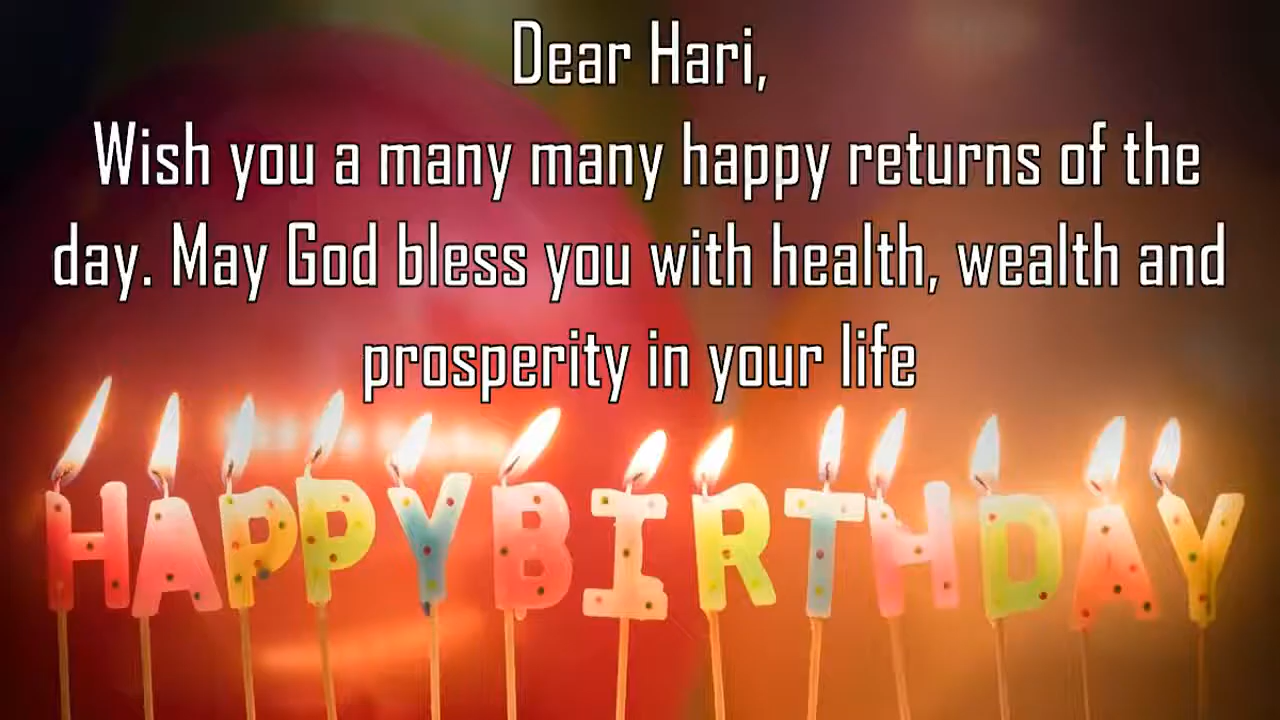 Dear Hari,
Wish you a many many happy returns of the
day. May God bless you with health, wealth and
prosperity in your life
HAPPY BIRTHDAY